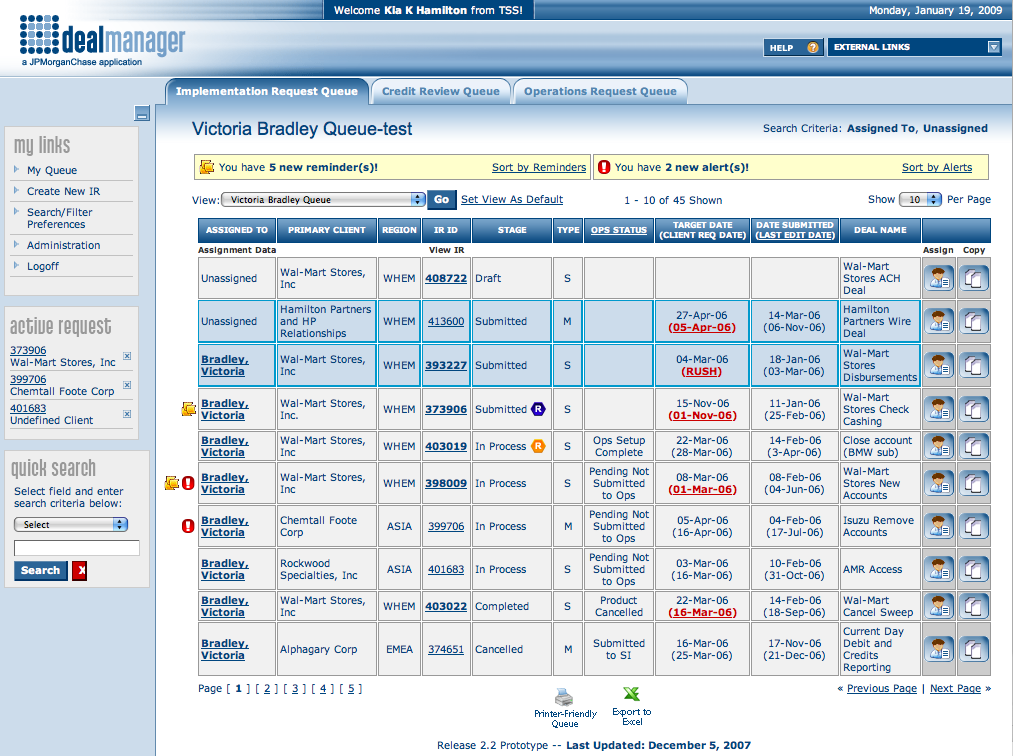 Welcome Kia K Hamilton from TSS!
Monday, January 19, 2009
dealmanager
a JPMorganChase application
HELP ?
EXTERNAL LINKS
Implementation Request Queue
Credit Review Queue
Operations Request Queue
my links
My Queue
Create New IR
Search/Filter
Preferences
Administration
Logoff
active request
373906
Wal-Mart Stores, Inc
399706
Chemtall Foote Corp
401683
Undefined Client
quick search
Select field and enter
search criteria below:
Select
Search X
Victoria Bradley Queue-test
Search Criteria: Assigned To, Unassigned
You have 5 new reminder(s)!
Sort by Reminders
You have 2 new alert(s)!
Sort by Alerts
View: Victoria Bradley Queue Go Set View As Default
1 - 10 of 45 Shown
Show 10 Per Page
ASSIGNED TO PRIMARY CLIENT REGION IR ID STAGE TYPE OPS STATUS TARGET DATE (CLIENT REQ DATE) DATE SUBMITTED (LAST EDIT DATE) DEAL NAME
Assignment Data View IR Assign Copy
Unassigned Wal-Mart Stores, Inc WHEM 408722 Draft S Wal-Mart Stores ACH Deal
Unassigned Hamilton Partners and HP Relationships WHEM 413600 Submitted M 27-Apr-06 (05-Apr-06) 14-Mar-06 (06-Nov-06) Hamilton Partners Wire Deal
Bradley, Victoria Wal-Mart Stores, Inc WHEM 393227 Submitted S 04-Mar-06 (RUSH) 18-Jan-06 (03-Mar-06) Wal-Mart Stores Disbursements
Bradley, Victoria Wal-Mart Stores, Inc. WHEM 373906 Submitted R S 15-Nov-06 (01-Nov-06) 11-Jan-06 (25-Feb-06) Wal-Mart Stores Check Cashing
Bradley, Victoria Wal-Mart Stores, Inc WHEM 403019 In Process R S Ops Setup Complete 22-Mar-06 (28-Mar-06) 14-Feb-06 (3-Apr-06) Close account (BMW sub)
Bradley, Victoria Wal-Mart Stores, Inc WHEM 398009 In Process S Pending Not Submitted to Ops 08-Mar-06 (01-Mar-06) 08-Feb-06 (04-Jun-06) Wal-Mart Stores New Accounts
Bradley, Victoria Chemtall Foote Corp ASIA 399706 In Process M Pending Not Submitted to Ops 05-Apr-06 (16-Apr-06) 04-Feb-06 (17-Jul-06) Isuzu Remove Accounts
Bradley, Victoria Rockwood Specialties, Inc ASIA 401683 In Process S Pending Not Submitted to Ops 03-Mar-06 (16-Mar-06) 10-Feb-06 (31-Oct-06) AMR Access
Bradley, Victoria Wal-Mart Stores, Inc WHEM 403022 Completed S Product Cancelled 22-Mar-06 (16-Mar-06) 14-Feb-06 (18-Sep-06) Wal-Mart Cancel Sweep
Bradley, Victoria Alphagary Corp EMEA 374651 Cancelled M Submitted to SI 16-Mar-06 (25-Mar-06) 17-Nov-06 (21-Dec-06) Current Day Debit and Credits Reporting
Page [ 1 ] [ 2 ] [ 3 ] [ 4 ] [ 5 ]
« Previous Page | Next Page »
Printer-Friendly
Queue
Export to
Excel
Release 2.2 Prototype -- Last Updated: December 5, 2007